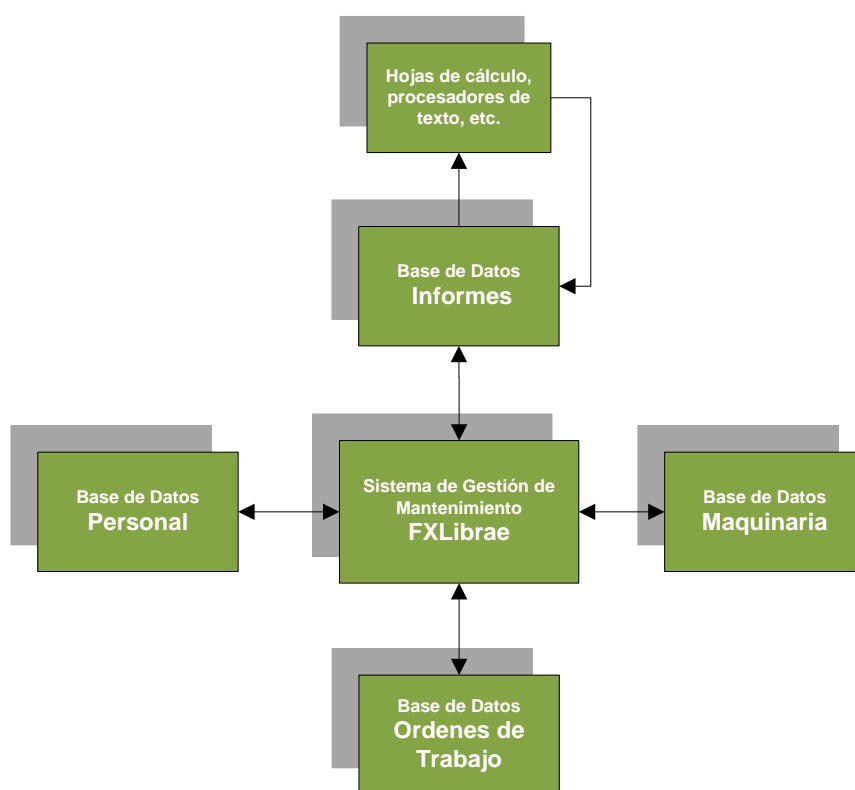 Hojas de cálculo,
procesadores de
texto, etc.
Base de Datos
Informes
Base de Datos
Personal
Sistema de Gestión de
Mantenimiento
FXLibrae
Base de Datos
Maquinaria
Base de Datos
Ordenes de
Trabajo